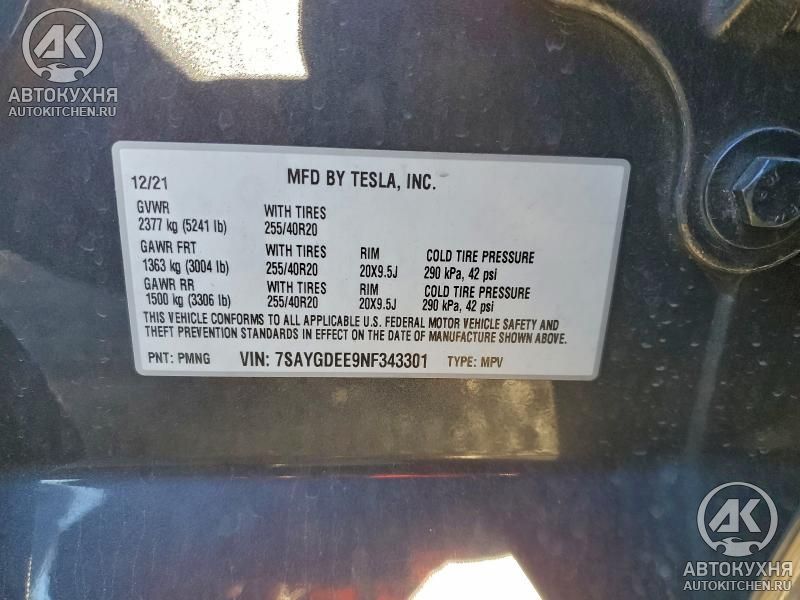 АК
АВТОКУХНЯ
AUTOKITCHEN.RU
12/21 MFD BY TESLA, INC.
GVWR WITH TIRES
2377 kg (5241 lb) 255/40R20
GAWR FRT WITH TIRES RIM COLD TIRE PRESSURE
1363 kg (3004 lb) 255/40R20 20X9.5J 290 kPa, 42 psi
GAWR RR WITH TIRES RIM COLD TIRE PRESSURE
1500 kg (3306 lb) 255/40R20 20X9.5J 290 kPa, 42 psi
THIS VEHICLE CONFORMS TO ALL APPLICABLE U.S. FEDERAL MOTOR VEHICLE SAFETY AND
THEFT PREVENTION STANDARDS IN EFFECT ON THE DATE OF MANUFACTURE SHOWN ABOVE.
PNT: PMNG VIN: 7SAYGDEE9NF343301 TYPE: MPV
АК
АВТОКУХНЯ
AUTOKITCHEN.RU